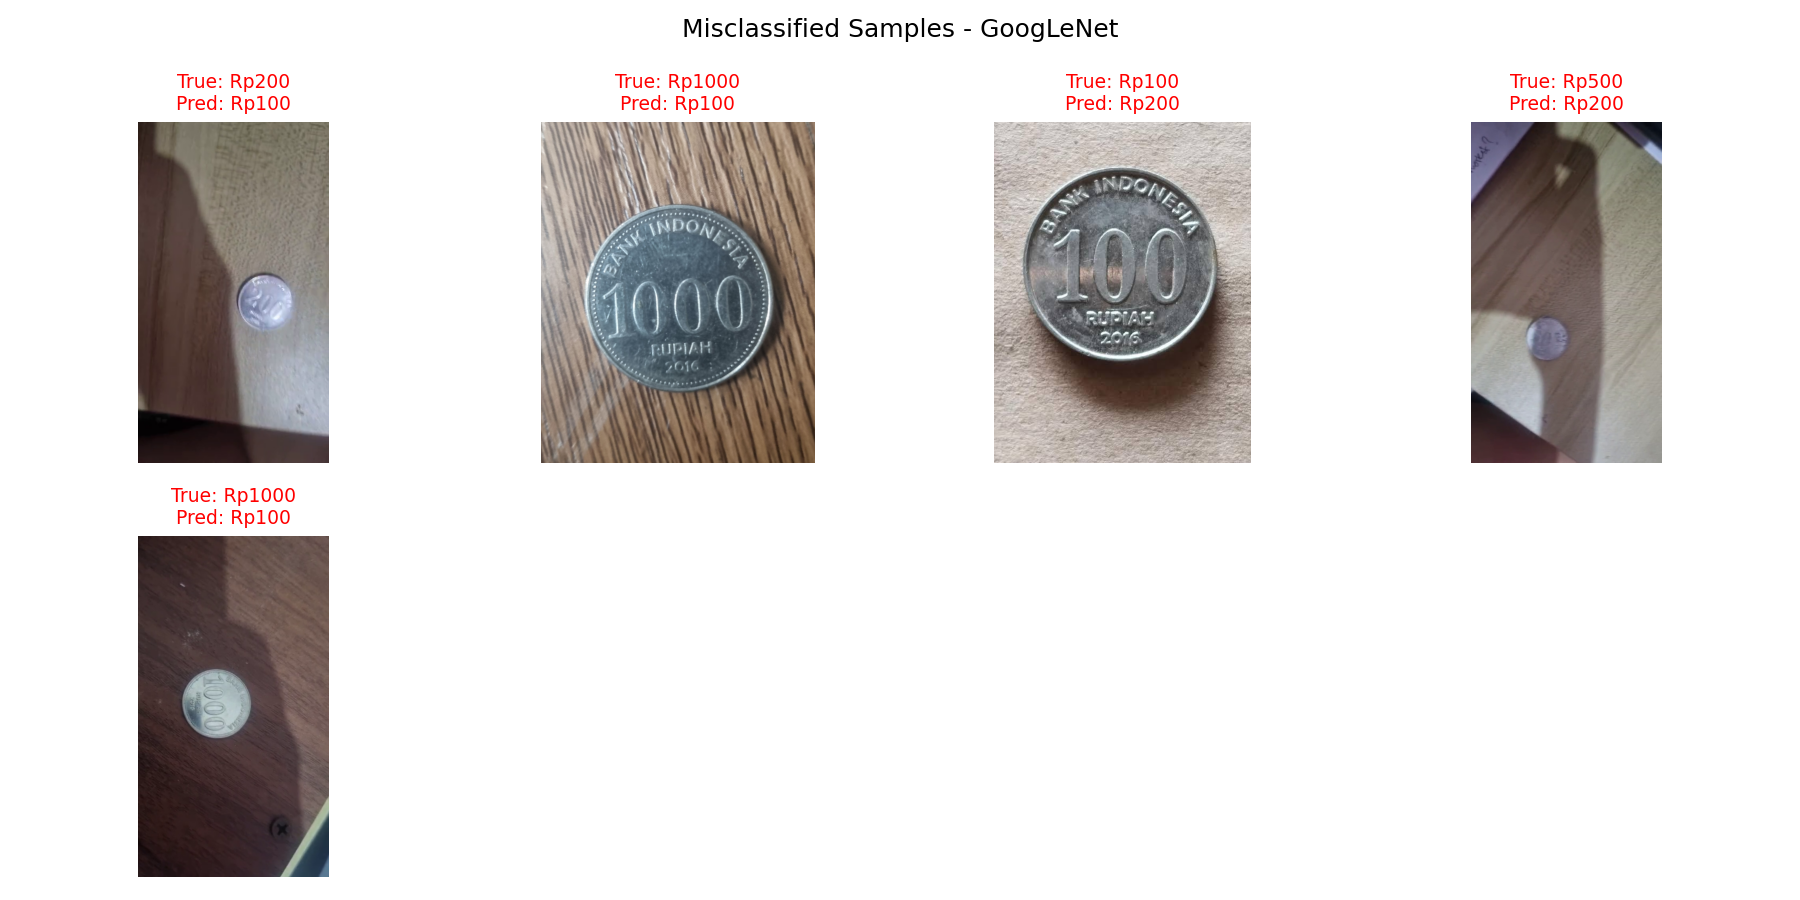 Misclassified Samples - GoogLeNet
True: Rp200
Pred: Rp100
True: Rp1000
Pred: Rp100
True: Rp100
Pred: Rp200
True: Rp500
Pred: Rp200
200
BANK INDONESIA
1000
RUPIAH
2016
BANK INDONESIA
100
RUPIAH
2016
True: Rp1000
Pred: Rp100
1000